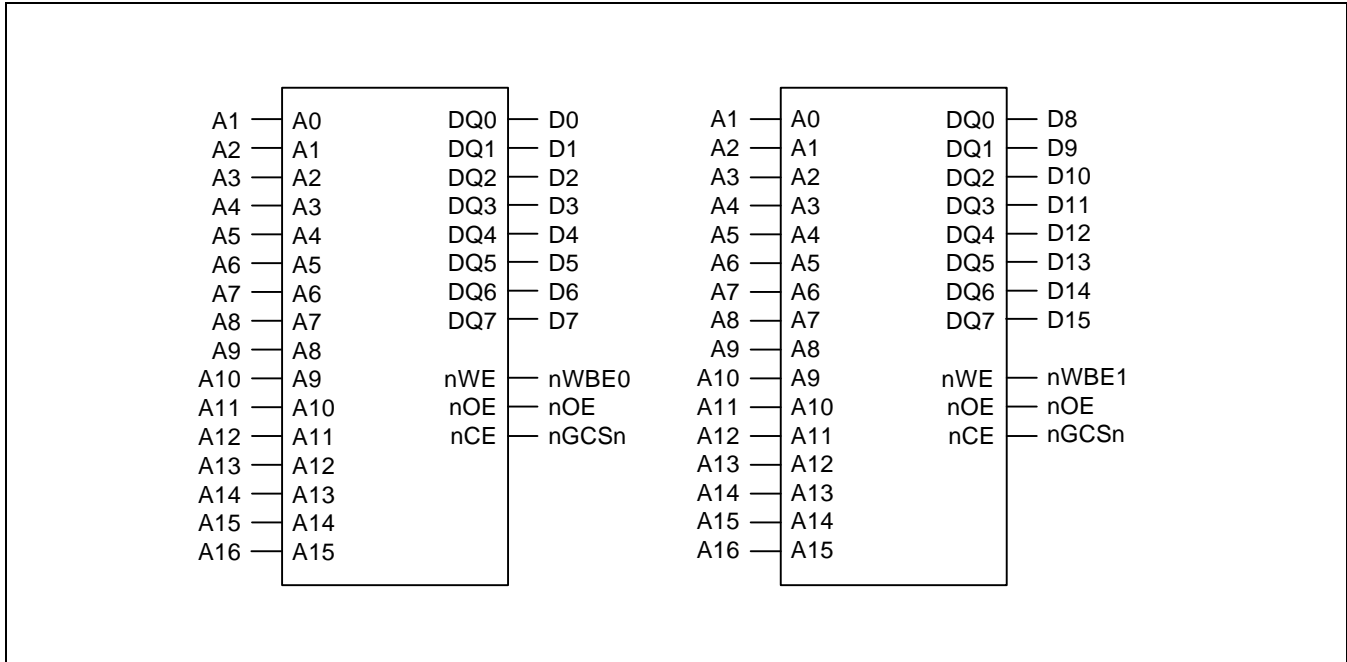 A1 A0 DQ0 D0
A2 A1 DQ1 D1
A3 A2 DQ2 D2
A4 A3 DQ3 D3
A5 A4 DQ4 D4
A6 A5 DQ5 D5
A7 A6 DQ6 D6
A8 A7 DQ7 D7
A9 A8
A10 A9 nWE nWBE0
A11 A10 nOE nOE
A12 A11 nCE nGCSn
A13 A12
A14 A13
A15 A14
A16 A15
A1 A0 DQ0 D8
A2 A1 DQ1 D9
A3 A2 DQ2 D10
A4 A3 DQ3 D11
A5 A4 DQ4 D12
A6 A5 DQ5 D13
A7 A6 DQ6 D14
A8 A7 DQ7 D15
A9 A8
A10 A9 nWE nWBE1
A11 A10 nOE nOE
A12 A11 nCE nGCSn
A13 A12
A14 A13
A15 A14
A16 A15